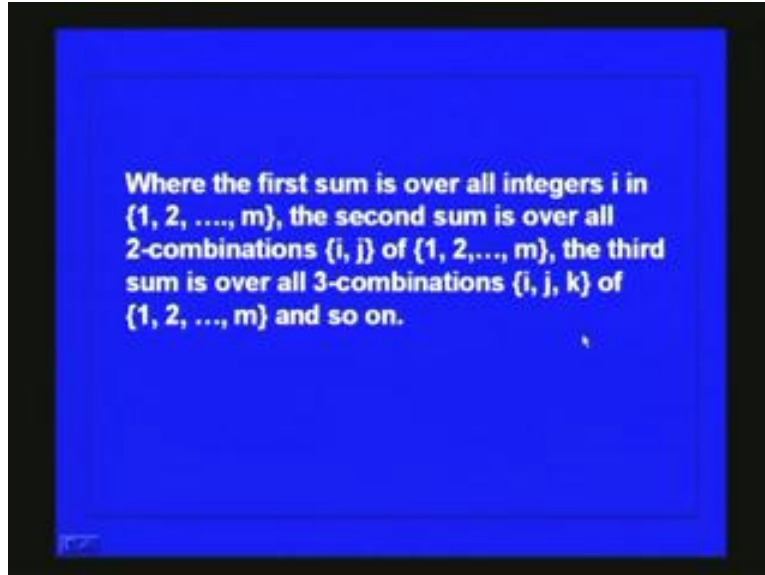 Where the first sum is over all integers i in
{1, 2, …., m}, the second sum is over all
2-combinations {i, j} of {1, 2,…, m}, the third
sum is over all 3-combinations {i, j, k} of
{1, 2, …, m} and so on.